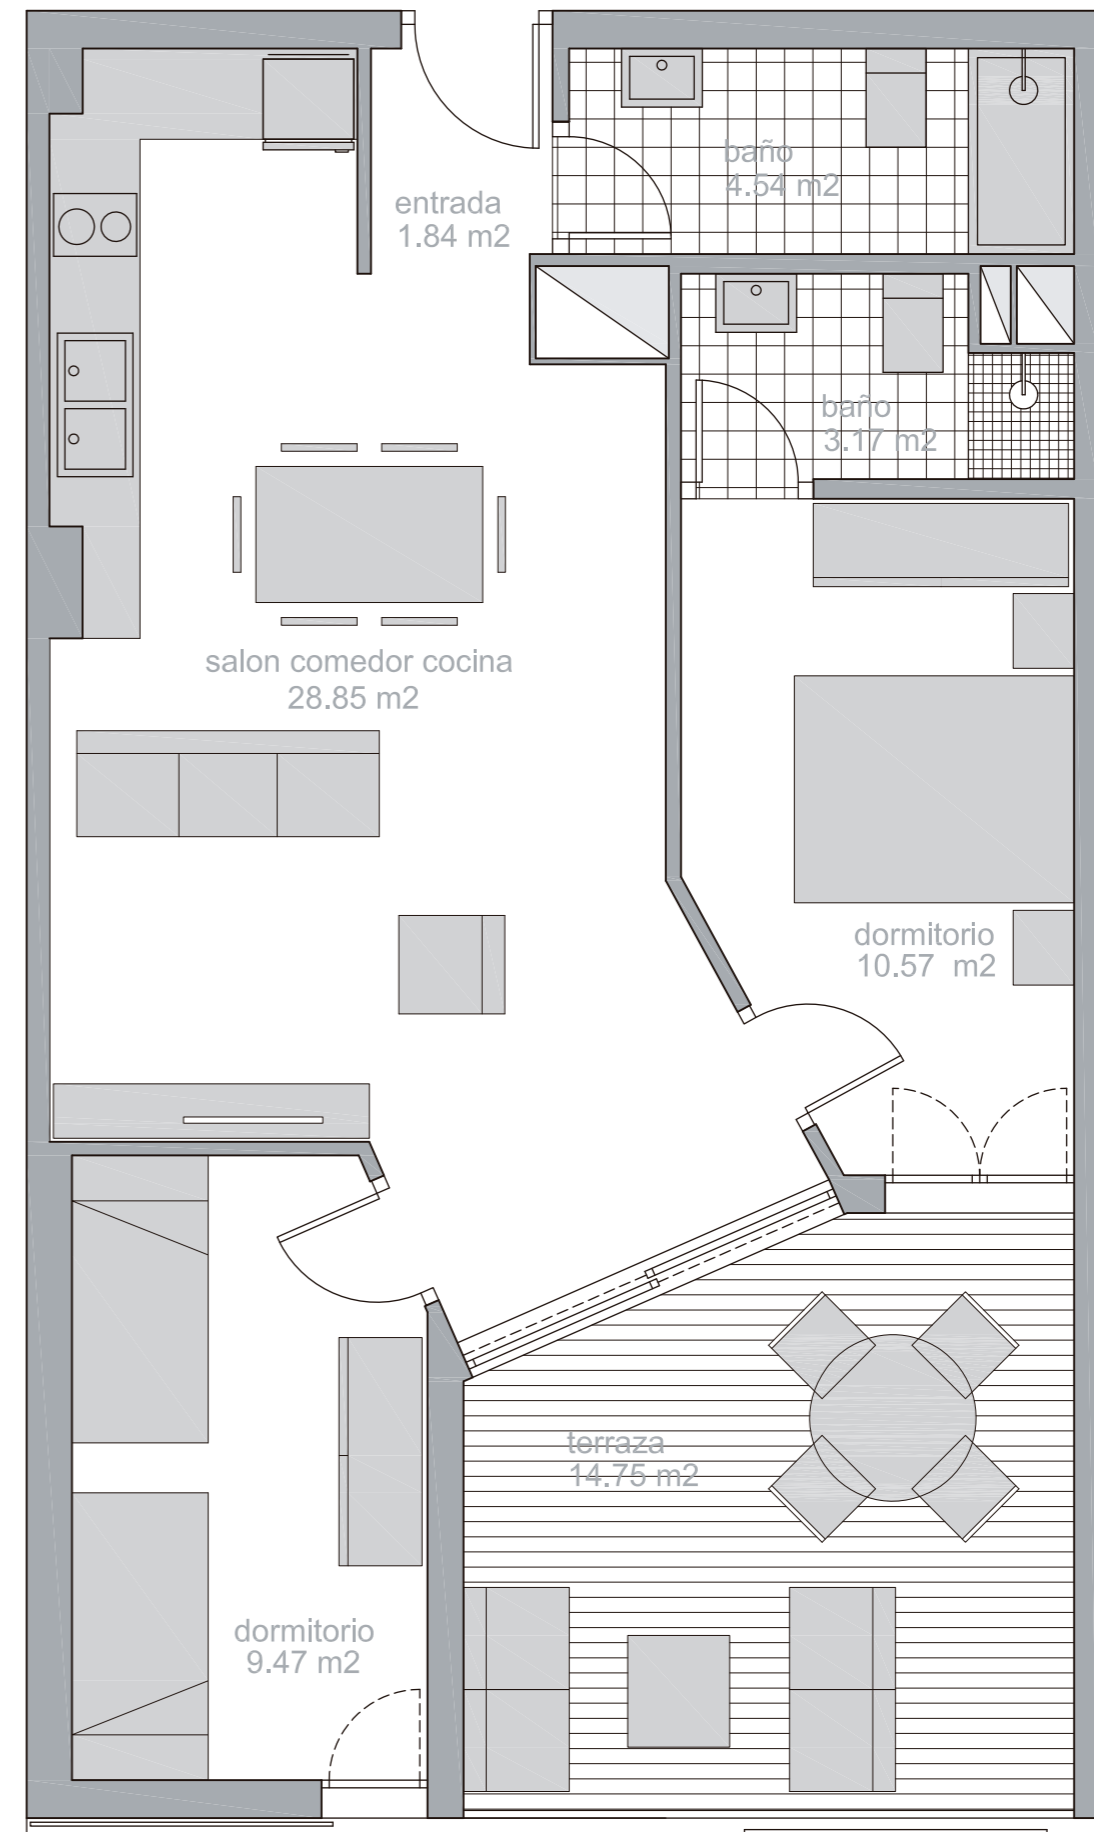 baño
4.54 m2
entrada
1.84 m2
baño
3.17 m2
salon comedor cocina
28.85 m2
dormitorio
10.57 m2
terraza
14.75 m2
dormitorio
9.47 m2